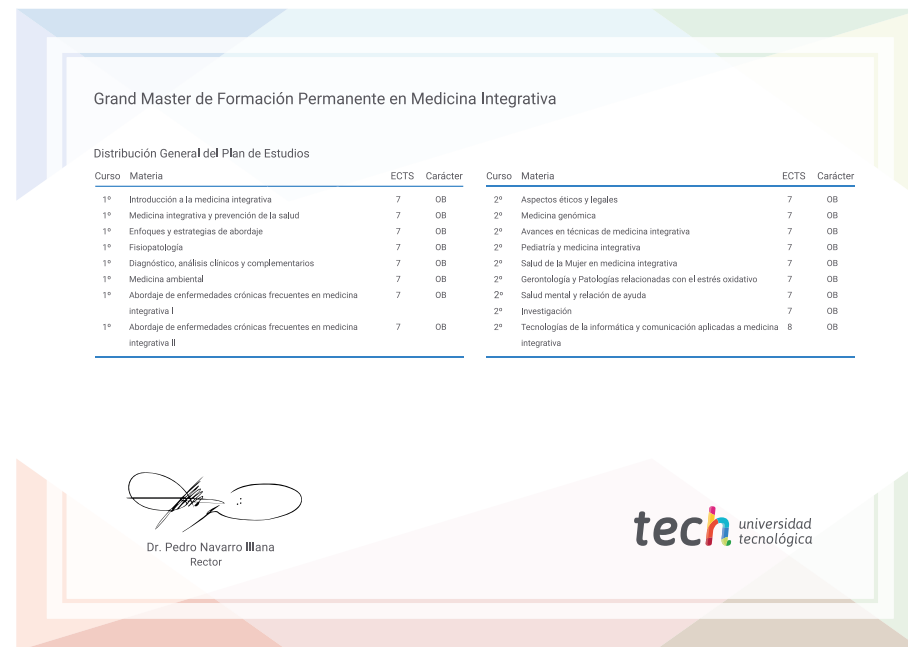 Grand Master de Formación Permanente en Medicina Integrativa
Distribución General del Plan de Estudios
Curso Materia ECTS Carácter
1º Introducción a la medicina integrativa 7 OB
1º Medicina integrativa y prevención de la salud 7 OB
1º Enfoques y estrategias de abordaje 7 OB
1º Fisiopatología 7 OB
1º Diagnóstico, análisis clínicos y complementarios 7 OB
1º Medicina ambiental 7 OB
1º Abordaje de enfermedades crónicas frecuentes en medicina 7 OB
integrativa I
1º Abordaje de enfermedades crónicas frecuentes en medicina 7 OB
integrativa II
Curso Materia ECTS Carácter
2º Aspectos éticos y legales 7 OB
2º Medicina genómica 7 OB
2º Avances en técnicas de medicina integrativa 7 OB
2º Pediatría y medicina integrativa 7 OB
2º Salud de la Mujer en medicina integrativa 7 OB
2º Gerontología y Patologías relacionadas con el estrés oxidativo 7 OB
2º Salud mental y relación de ayuda 7 OB
2º Investigación 7 OB
2º Tecnologías de la informática y comunicación aplicadas a medicina 8 OB
integrativa
Dr. Pedro Navarro Illana
Rector
tech universidad
tecnológica